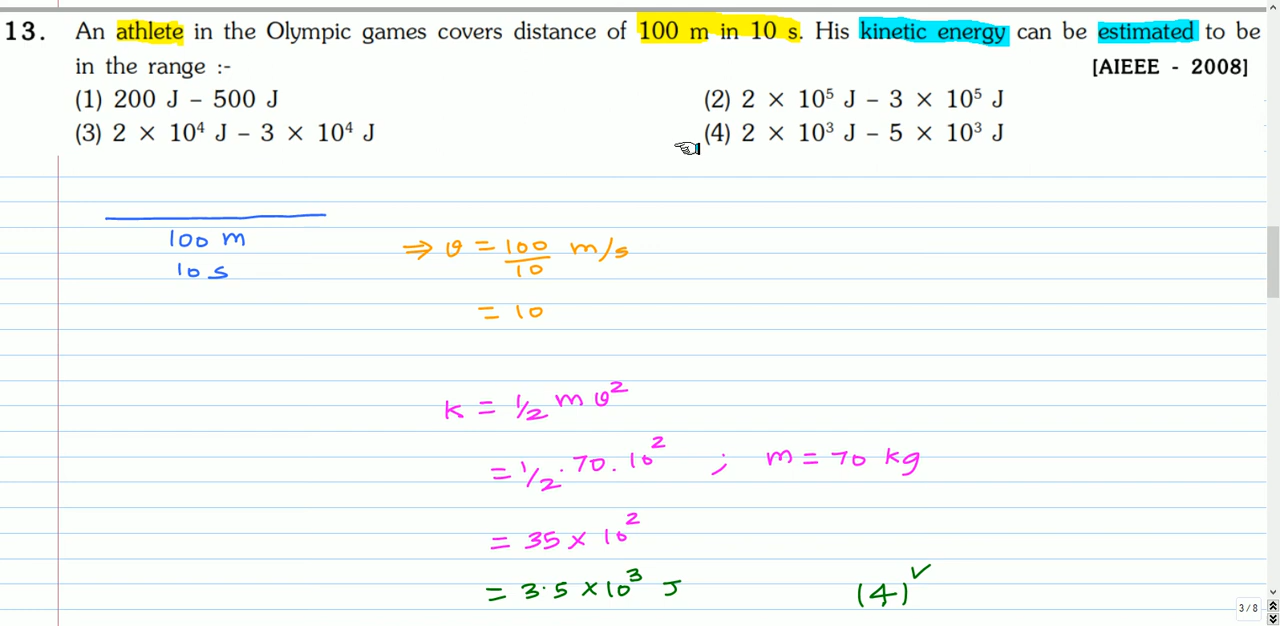 13. An athlete in the Olympic games covers distance of 100 m in 10 s. His kinetic energy can be estimated to be
in the range :- [AIEEE - 2008]
(1) 200 J – 500 J (2) 2 × 10⁵ J – 3 × 10⁵ J
(3) 2 × 10⁴ J – 3 × 10⁴ J (4) 2 × 10³ J – 5 × 10³ J
100 m
10 s
⇒ v = 100/10 m/s
= 10
K = 1/2 m v²
= 1/2 . 70 . 10² ; m = 70 kg
= 35 × 10²
= 3.5 × 10³ J (4) ✓
3 / 8